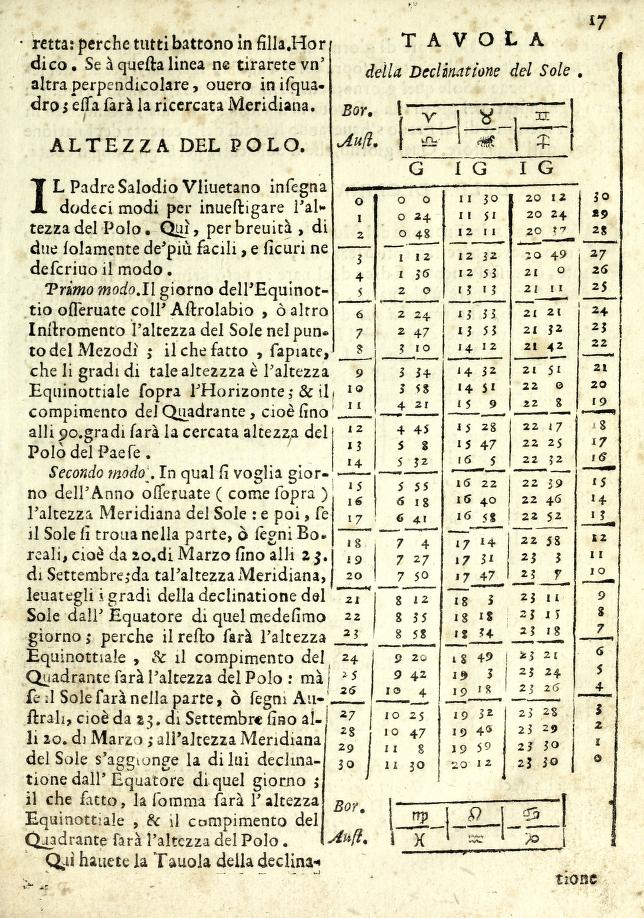 17
retta: perche tutti battono in filla.Hor
dico. Se à questa linea ne tirarete vn'
altra perpendicolare, ouero in isqua-
dro; essa sarà la ricercata Meridiana.
ALTEZZA DEL POLO.
IL Padre Salodio Vliuetano insegna
dodeci modi per inuestigare l'al-
tezza del Polo. Quì, per breuità, di
due solamente de'più facili, e sicuri ne
descriuo il modo.
Primo modo. Il giorno dell'Equinot-
tio osseruate coll' Astrolabio, ò altro
Instromento l'altezza del Sole nel pun-
to del Mezodì; il che fatto, sapiate,
che li gradi di tale altzzza è l'altezza
Equinottiale sopra l'Horizonte; & il
compimento del Quadrante, cioè sino
alli 90.gradi sarà la cercata altezza del
Polo del Paese.
Secondo modo. In qual si voglia gior-
no dell'Anno osseruate (come sopra)
l'altezza Meridiana del Sole: e poi, se
il Sole si troua nella parte, ò segni Bo-
reali, cioè da 20.di Marzo sino alli 23.
di Settembre;da tal'altezza Meridiana,
leuategli i gradi della declinatione del
Sole dall' Equatore di quel medesimo
giorno; perche il resto sarà l'altezza
Equinottiale, & il compimento del
Quadrante sarà l'altezza del Polo: mà
se il Sole sarà nella parte, ò segni Au-
strali, cioè da 23. di Settembre sino al-
li 20. di Marzo; all'altezza Meridiana
del Sole s'aggionge la di lui declina-
tione dall' Equatore di quel giorno;
il che fatto, la somma sarà l'altezza
Equinottiale, & il compimento del
Quadrante sarà l'altezza del Polo.
Quì hauete la Tauola della declina-
TAVOLA
della Declinatione del Sole.
Bor. ♈ ♉ ♊
Aust. ♎ ♏ ♐
G I G I G
0 0 0 11 30 20 12 30
1 0 24 11 51 20 24 29
2 0 48 12 11 20 37 28
3 1 12 12 32 20 49 27
4 1 36 12 53 21 0 26
5 2 0 13 13 21 11 25
6 2 24 13 33 21 21 24
7 2 47 13 53 21 32 23
8 3 10 14 12 21 42 22
9 3 34 14 32 21 51 21
10 3 58 14 51 22 0 20
11 4 21 15 9 22 8 19
12 4 45 15 28 22 17 18
13 5 8 15 47 22 25 17
14 5 32 16 5 22 32 16
15 5 55 16 22 22 39 15
16 6 18 16 40 22 46 14
17 6 41 16 58 22 52 13
18 7 4 17 14 22 58 12
19 7 27 17 31 23 3 11
20 7 50 17 47 23 7 10
21 8 12 18 3 23 11 9
22 8 35 18 18 23 15 8
23 8 58 18 34 23 18 7
24 9 20 18 49 23 21 6
25 9 42 19 3 23 24 5
26 10 4 19 18 23 26 4
27 10 25 19 32 23 28 3
28 10 47 19 46 23 29 2
29 11 8 19 59 23 30 1
30 11 30 20 12 23 30 0
Bor. ♍ ♌ ♋
Aust. ♓ ♒ ♑
tione